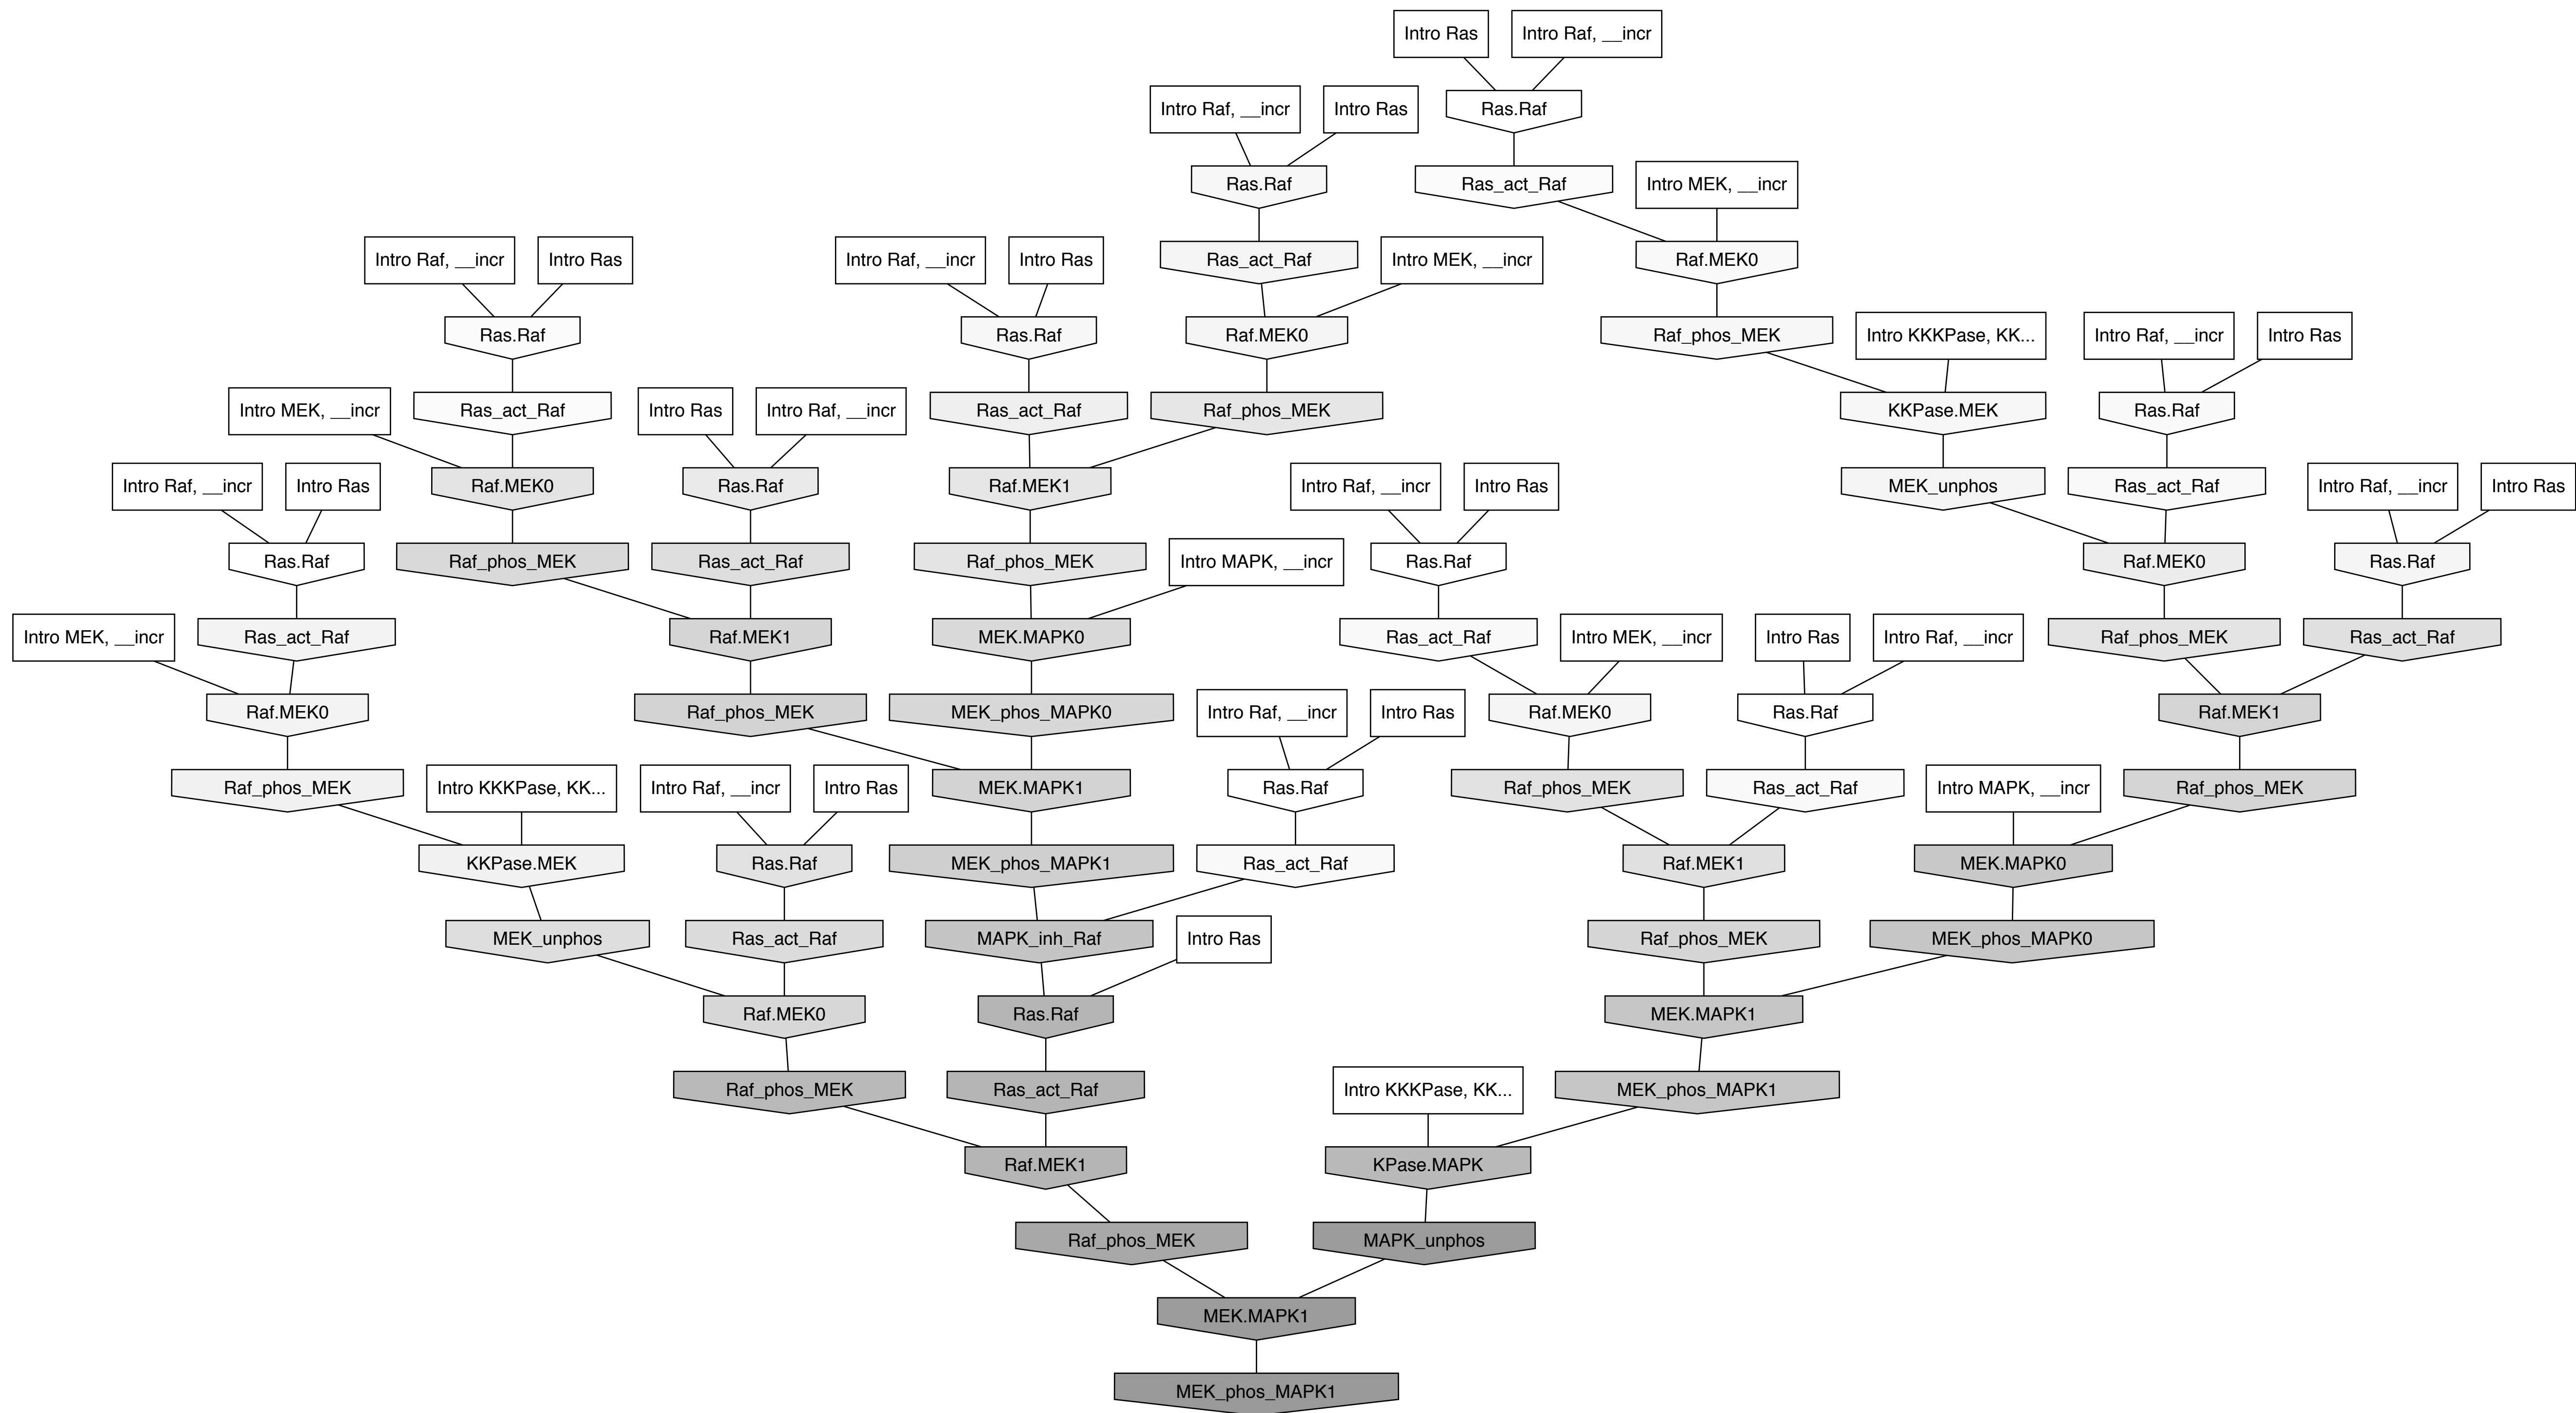 Intro Ras
Intro Raf, __incr
Intro Raf, __incr
Intro Ras
Ras.Raf
Ras.Raf
Ras_act_Raf
Intro MEK, __incr
Intro Raf, __incr
Intro Ras
Intro Raf, __incr
Intro Ras
Ras_act_Raf
Intro MEK, __incr
Raf.MEK0
Ras.Raf
Ras.Raf
Raf.MEK0
Raf_phos_MEK
Intro KKKPase, KK...
Intro Raf, __incr
Intro Ras
Intro MEK, __incr
Ras_act_Raf
Intro Ras
Intro Raf, __incr
Ras_act_Raf
Raf_phos_MEK
KKPase.MEK
Ras.Raf
Intro Raf, __incr
Intro Ras
Raf.MEK0
Ras.Raf
Raf.MEK1
Intro Raf, __incr
Intro Ras
MEK_unphos
Ras_act_Raf
Intro Raf, __incr
Intro Ras
Ras.Raf
Raf_phos_MEK
Ras_act_Raf
Raf_phos_MEK
Intro MAPK, __incr
Ras.Raf
Raf.MEK0
Ras.Raf
Intro MEK, __incr
Ras_act_Raf
Raf.MEK1
MEK.MAPK0
Ras_act_Raf
Intro MEK, __incr
Intro Ras
Intro Raf, __incr
Raf_phos_MEK
Ras_act_Raf
Raf.MEK0
Raf_phos_MEK
MEK_phos_MAPK0
Intro Raf, __incr
Intro Ras
Raf.MEK0
Ras.Raf
Raf.MEK1
Raf_phos_MEK
Intro KKKPase, KK...
Intro Raf, __incr
Intro Ras
MEK.MAPK1
Ras.Raf
Raf_phos_MEK
Ras_act_Raf
Intro MAPK, __incr
Raf_phos_MEK
KKPase.MEK
Ras.Raf
MEK_phos_MAPK1
Ras_act_Raf
Raf.MEK1
MEK.MAPK0
MEK_unphos
Ras_act_Raf
MAPK_inh_Raf
Intro Ras
Raf_phos_MEK
MEK_phos_MAPK0
Raf.MEK0
Ras.Raf
MEK.MAPK1
Raf_phos_MEK
Ras_act_Raf
Intro KKKPase, KK...
MEK_phos_MAPK1
Raf.MEK1
KPase.MAPK
Raf_phos_MEK
MAPK_unphos
MEK.MAPK1
MEK_phos_MAPK1